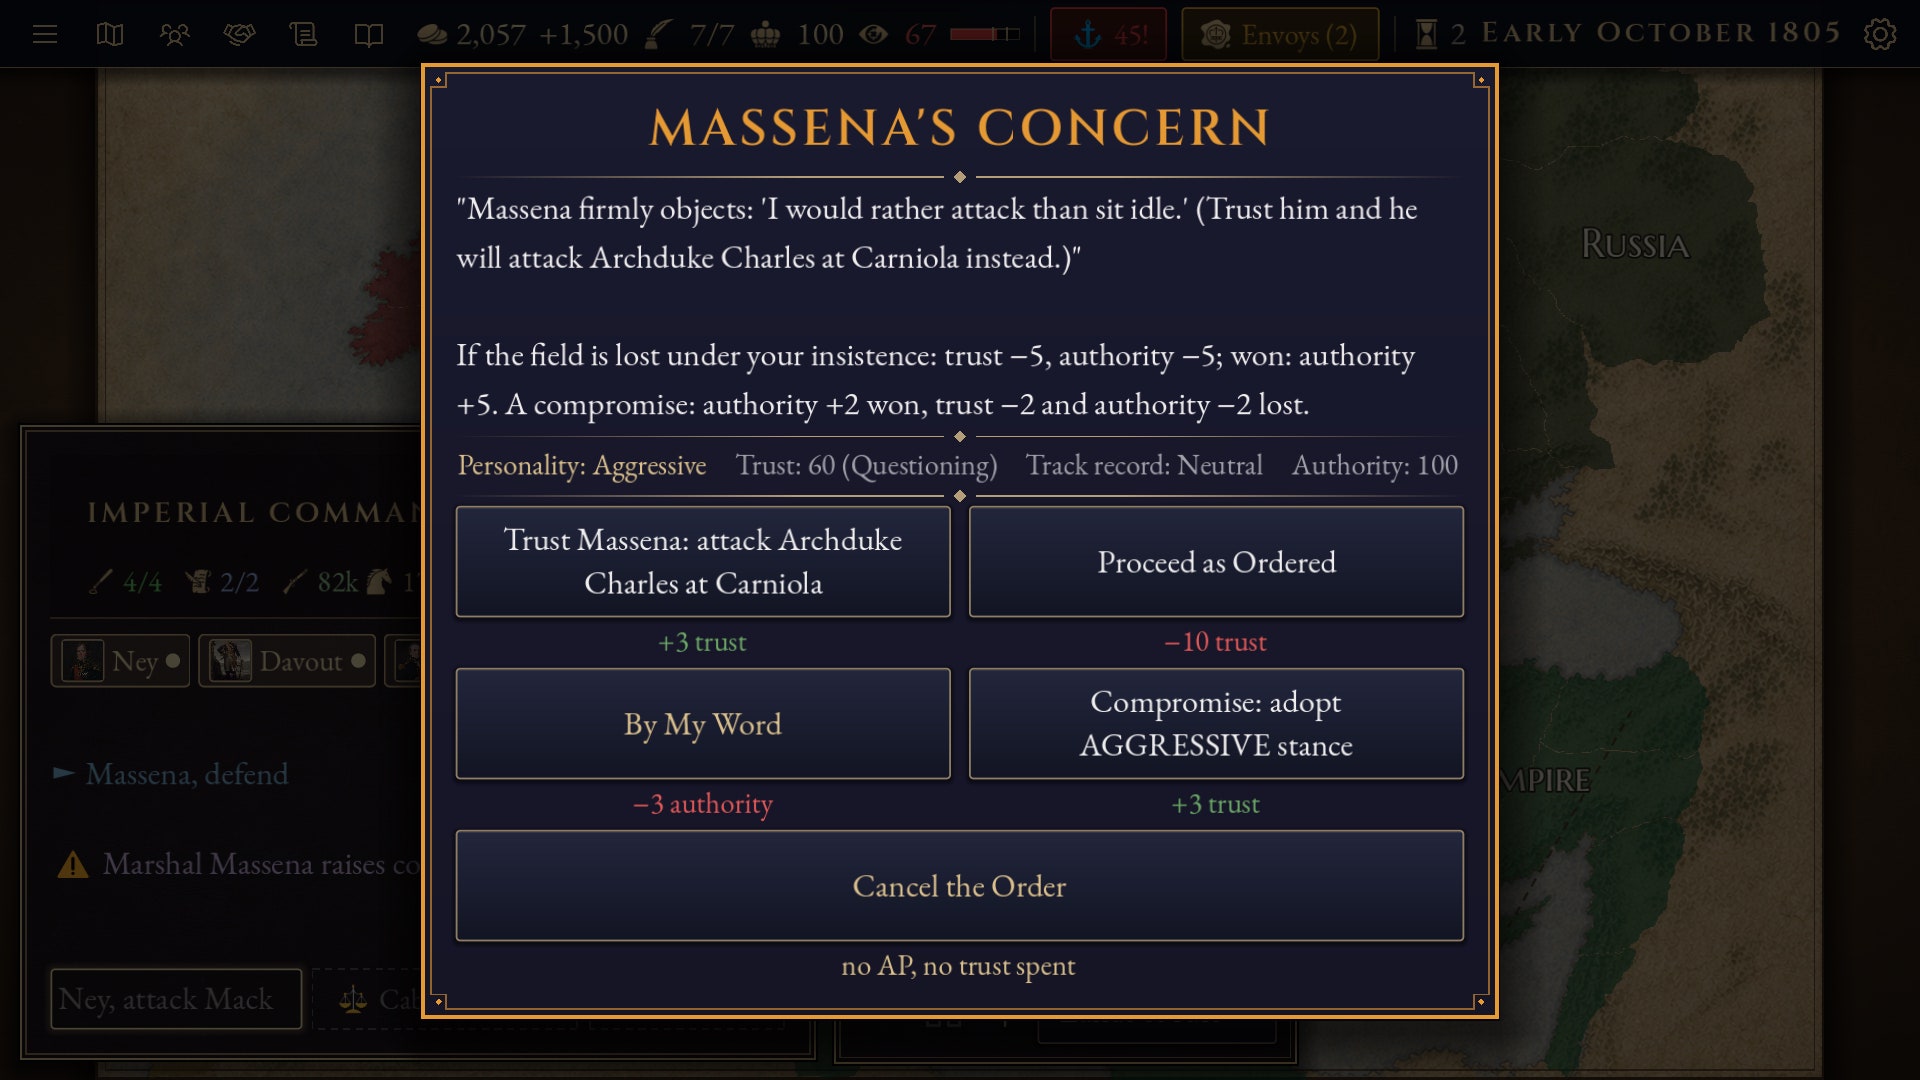 2,057 +1,500 7/7 100 67 45! Envoys (2) 2 EARLY OCTOBER 1805
MASSENA'S CONCERN
"Massena firmly objects: 'I would rather attack than sit idle.' (Trust him and he
will attack Archduke Charles at Carniola instead.)"
If the field is lost under your insistence: trust −5, authority −5; won: authority
+5. A compromise: authority +2 won, trust −2 and authority −2 lost.
Personality: Aggressive Trust: 60 (Questioning) Track record: Neutral Authority: 100
Trust Massena: attack Archduke
Charles at Carniola
+3 trust
Proceed as Ordered
−10 trust
By My Word
−3 authority
Compromise: adopt
AGGRESSIVE stance
+3 trust
Cancel the Order
no AP, no trust spent
RUSSIA
IMPERIAL
4/4 2/2 82k
Ney Davout
Massena, defend
Marshal Massena raises
Ney, attack Mack